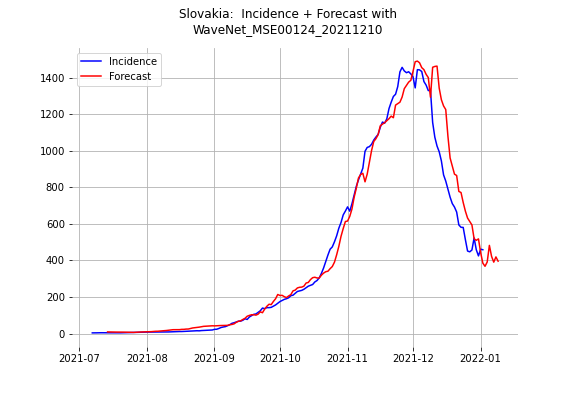 Slovakia:  Incidence + Forecast with
WaveNet_MSE00124_20211210
Incidence
Forecast
1400
1200
1000
800
600
400
200
0
2021-07 2021-08 2021-09 2021-10 2021-11 2021-12 2022-01